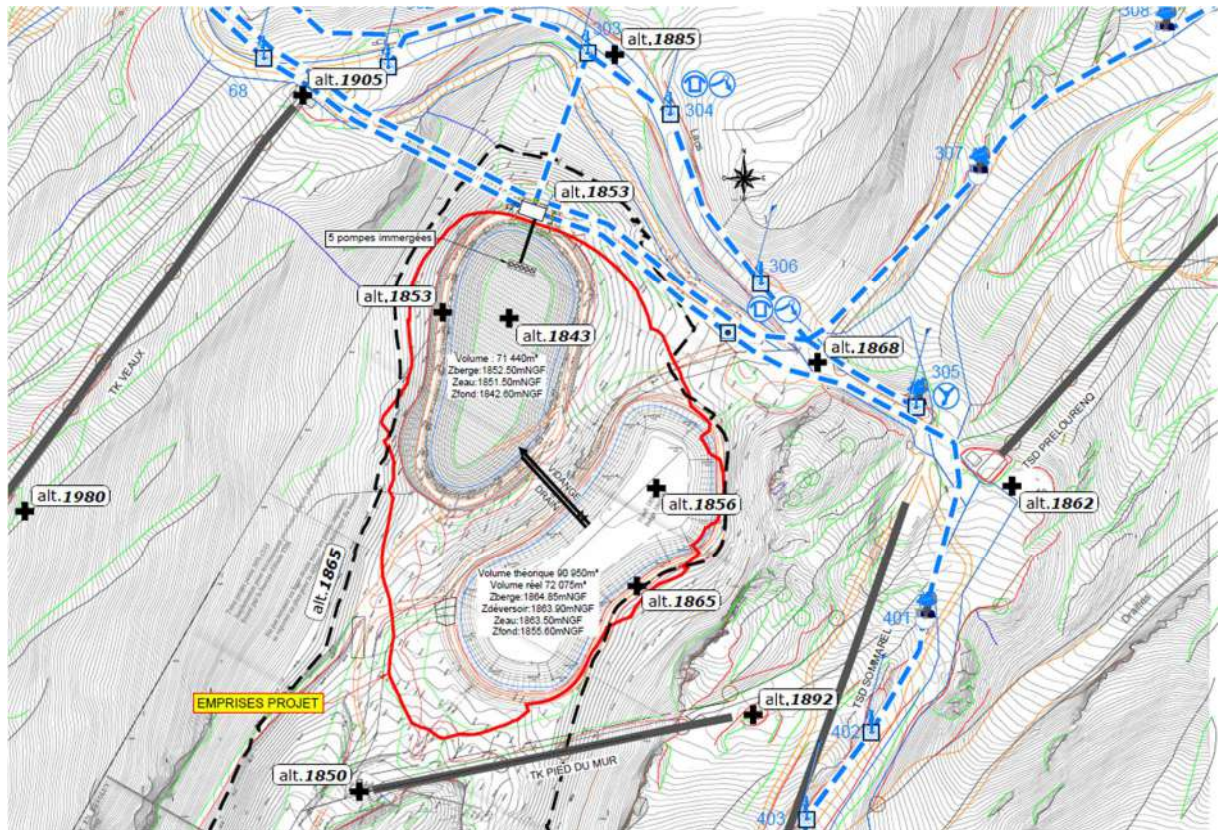 303
308
alt.1885
68
alt.1905
304
Lacs
307
N
alt.1853
5 pompes immergées
306
alt.1853
alt.1843
alt.1868
TK VEAUX
Volume : 71 440m³
Zberge:1852.50mNGF
Zeau:1851.50mNGF
Zfond:1842.60mNGF
305
TSD PRELOURENQ
VIDANGE
DRAIN
alt.1980
alt.1856
alt.1862
alt.1865
Volume théorique 90 950m³
Volume réel 72 075m³
Zberge:1864.85mNGF
Zdéversoir:1863.90mNGF
Zeau:1863.50mNGF
Zfond:1855.60mNGF
alt.1865
401
TSD SOMMAREL
EMPRISES PROJET
alt.1892
402
TK PIED DU MUR
alt.1850
403